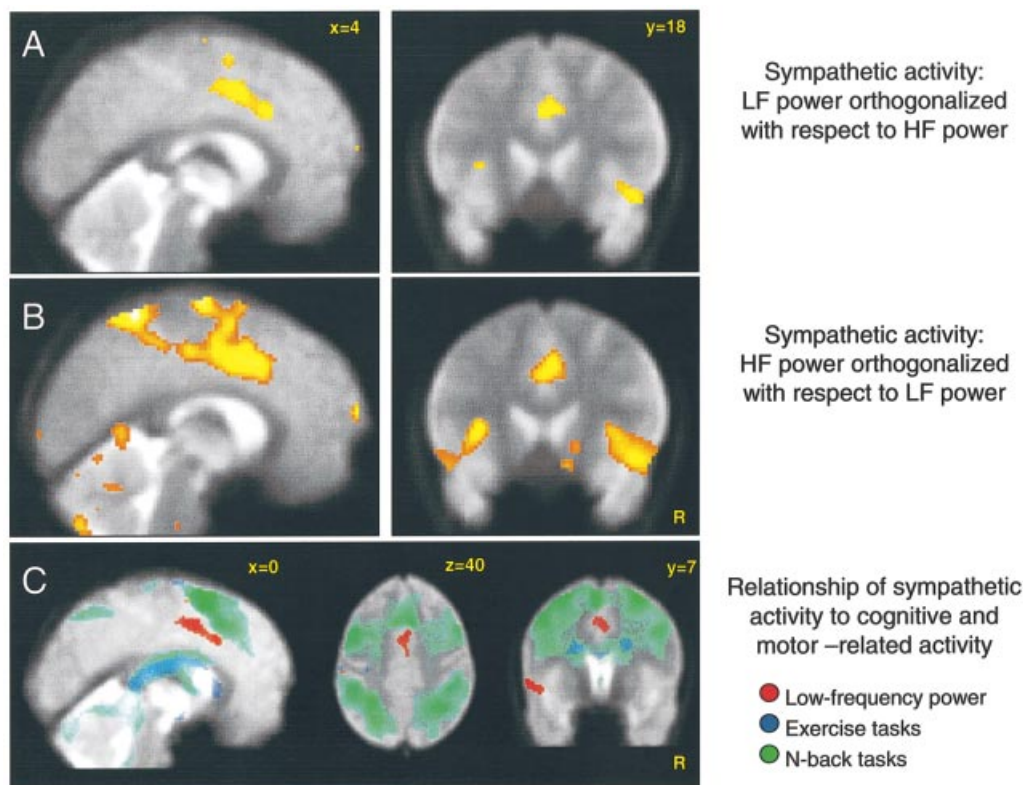 A
x=4
y=18
Sympathetic activity:
LF power orthogonalized
with respect to HF power
B
R
Sympathetic activity:
HF power orthogonalized
with respect to LF power
C
x=0
z=40
y=7
R
Relationship of sympathetic
activity to cognitive and
motor –related activity
Low-frequency power
Exercise tasks
N-back tasks